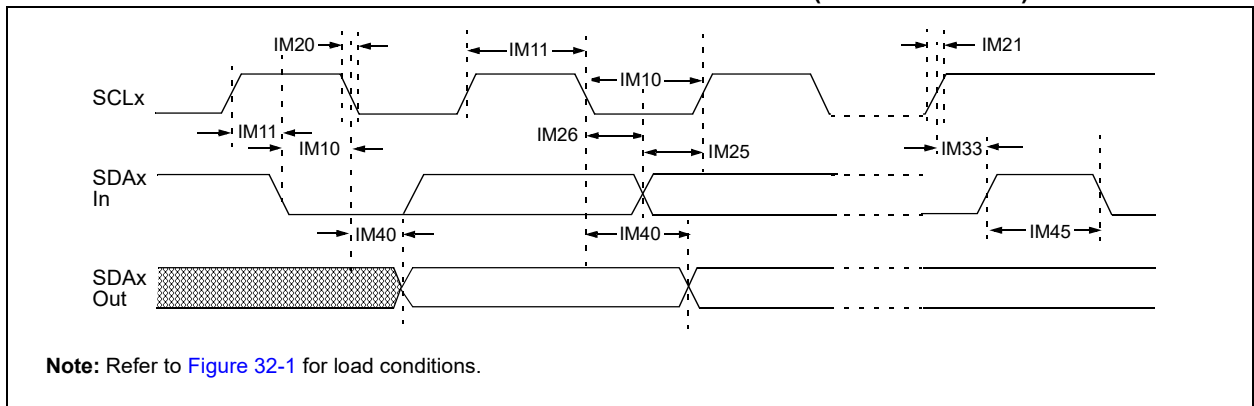 IM20
IM11
IM21
IM10
SCLx
IM11
IM26
IM10
IM25
IM33
SDAx
In
IM40
IM40
IM45
SDAx
Out
Note: Refer to Figure 32-1 for load conditions.